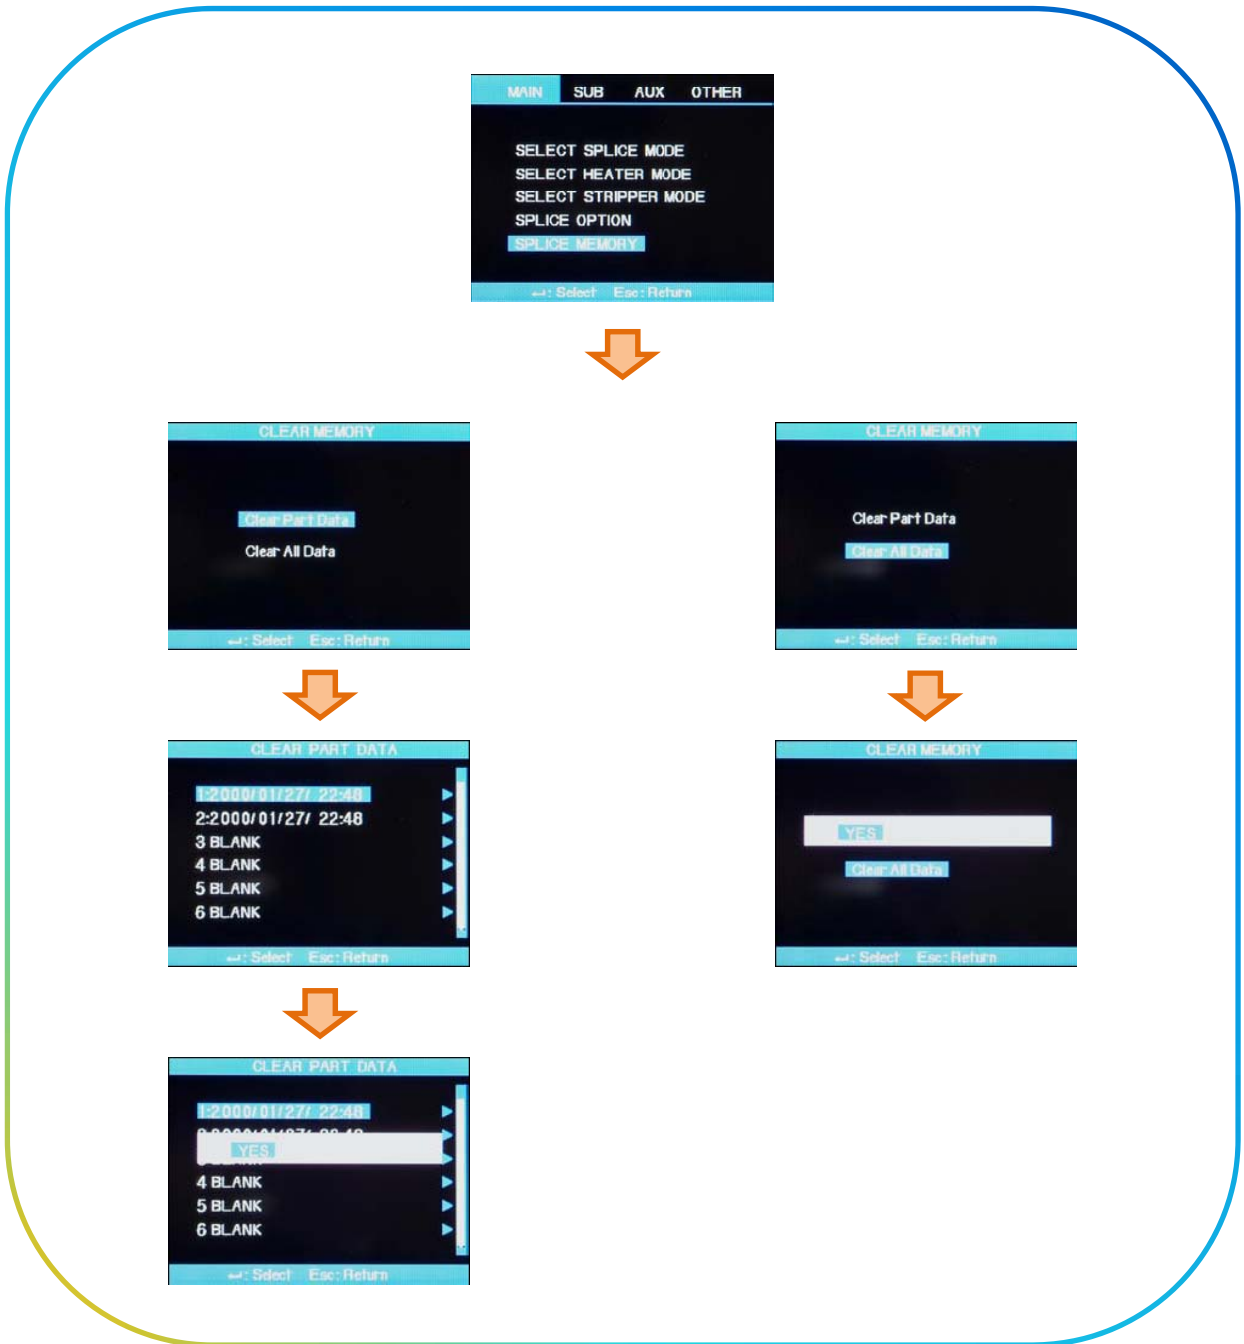 MAIN SUB AUX OTHER
SELECT SPLICE MODE
SELECT HEATER MODE
SELECT STRIPPER MODE
SPLICE OPTION
SPLICE MEMORY
↵: Select Esc: Return
CLEAR MEMORY
Clear Part Data
Clear All Data
↵: Select Esc: Return
CLEAR MEMORY
Clear Part Data
Clear All Data
↵: Select Esc: Return
CLEAR PART DATA
1:2000/01/27/ 22:48
2:2000/01/27/ 22:48
3 BLANK
4 BLANK
5 BLANK
6 BLANK
↵: Select Esc: Return
CLEAR MEMORY
YES
Clear All Data
↵: Select Esc: Return
CLEAR PART DATA
1:2000/01/27/ 22:48
YES
4 BLANK
5 BLANK
6 BLANK
↵: Select Esc: Return